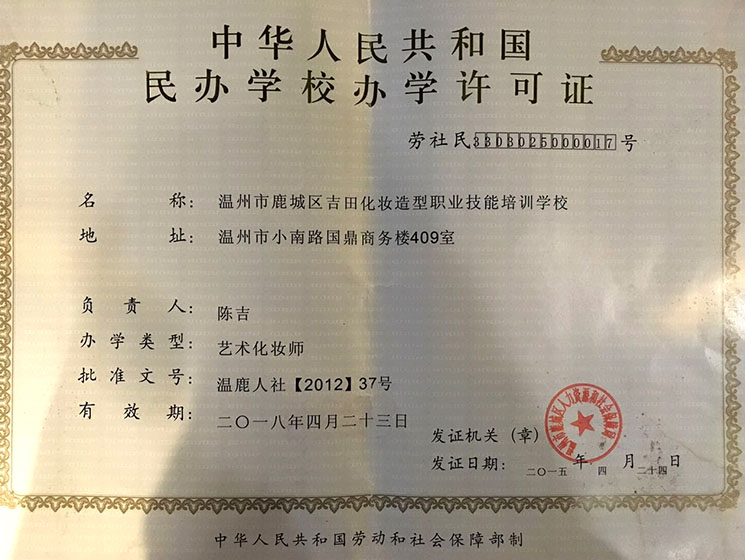 中华人民共和国
民办学校办学许可证
劳社民3303025000017号
名称：温州市鹿城区吉田化妆造型职业技能培训学校
地址：温州市小南路国鼎商务楼409室
负责人：陈吉
办学类型：艺术化妆师
批准文号：温鹿人社【2012】37号
有效期：二〇一八年四月二十三日
发证机关（章）
发证日期：二〇一五年四月二十四日
中华人民共和国劳动和社会保障部制